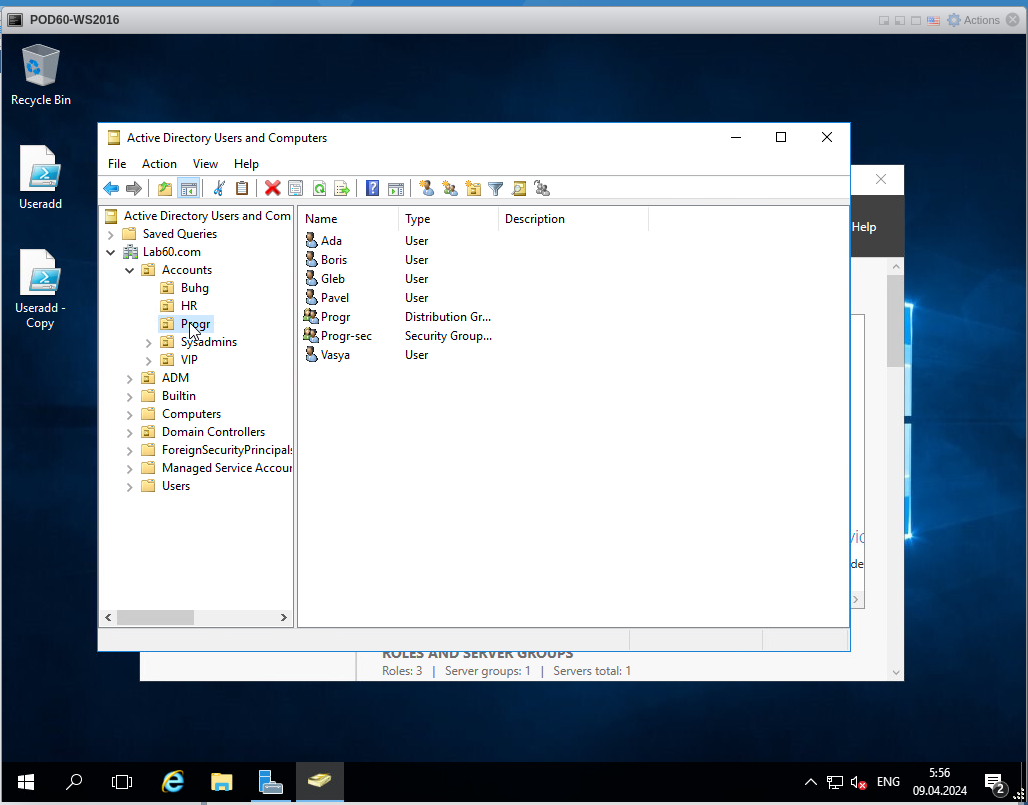 POD60-WS2016
Actions
Recycle Bin
Useradd
Useradd -
Copy
Active Directory Users and Computers
File Action View Help
Active Directory Users and Com
Saved Queries
Lab60.com
Accounts
Buhg
HR
Progr
Sysadmins
VIP
ADM
Builtin
Computers
Domain Controllers
ForeignSecurityPrincipals
Managed Service Accour
Users
Name Type Description
Ada User
Boris User
Gleb User
Pavel User
Progr Distribution Gr...
Progr-sec Security Group...
Vasya User
Help
ROLES AND SERVER GROUPS
Roles: 3 | Server groups: 1 | Servers total: 1
ENG
5:56
09.04.2024
2